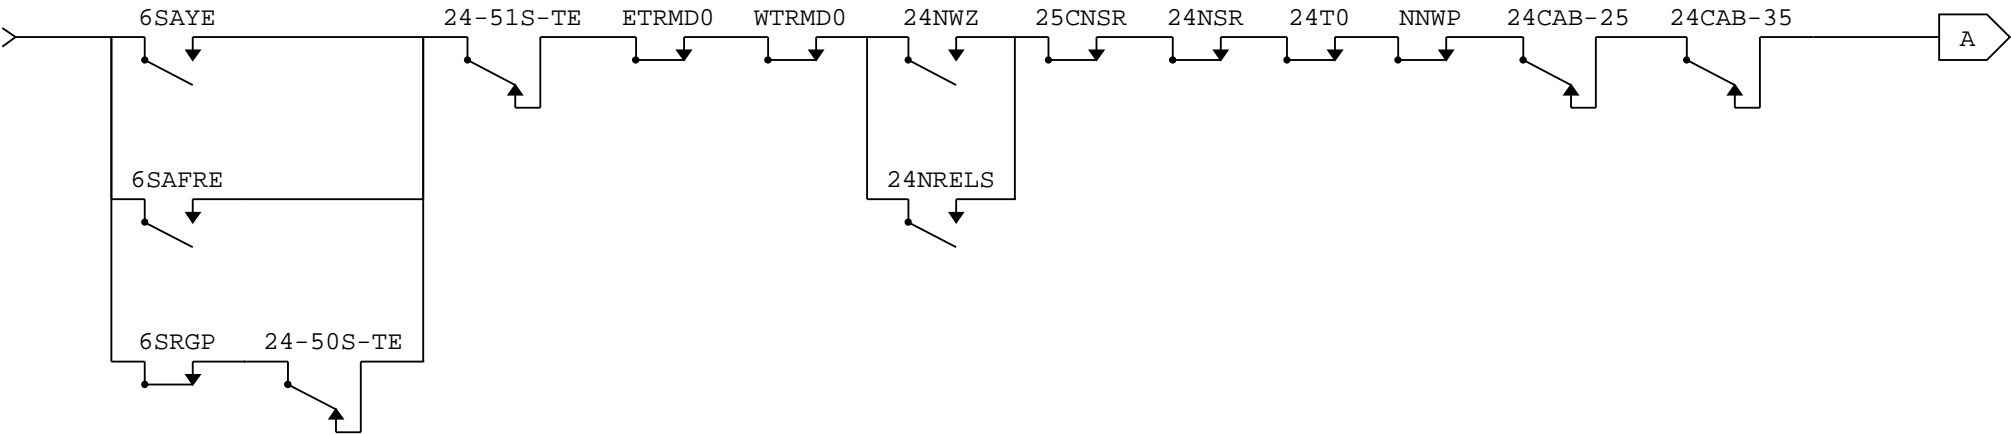 6SAYE 24-51S-TE ETRMD0 WTRMD0 24NWZ 25CNSR 24NSR 24T0 NNWP 24CAB-25 24CAB-35
A
6SAFRE 24NRELS
6SRGP 24-50S-TE